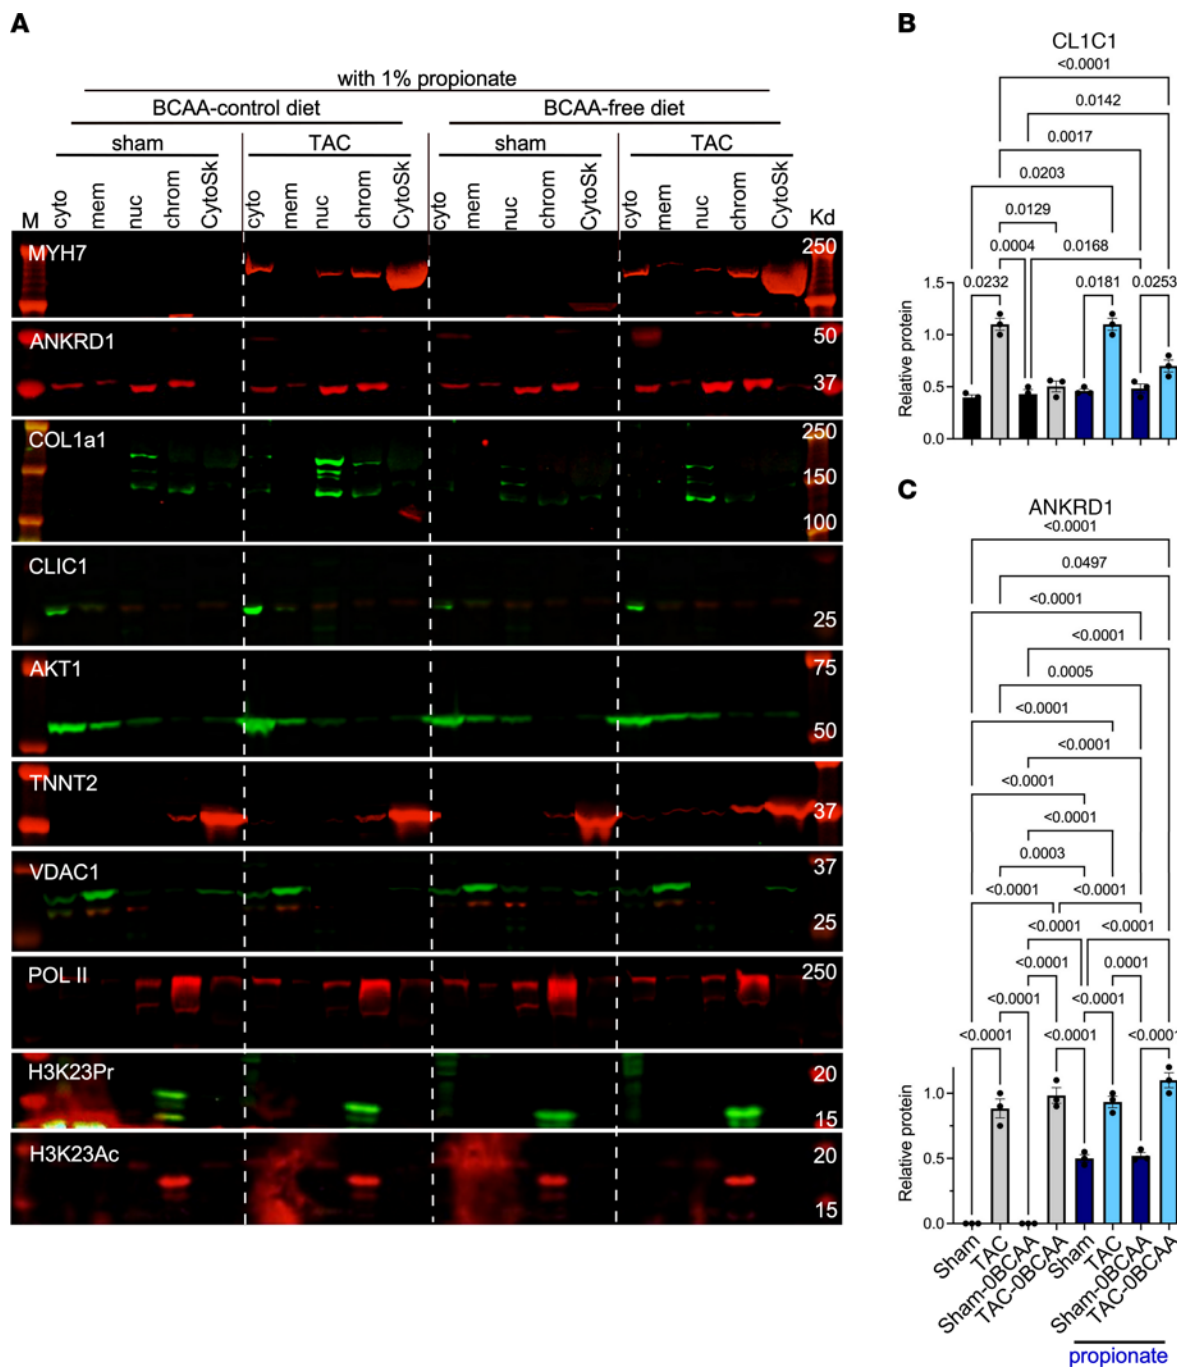 A
with 1% propionate
BCAA-control diet
BCAA-free diet
sham
TAC
sham
TAC
M
cyto
mem
nuc
chrom
CytoSk
cyto
mem
nuc
chrom
CytoSk
cyto
mem
nuc
chrom
CytoSk
cyto
mem
nuc
chrom
CytoSk
Kd
MYH7
250
ANKRD1
50
37
COL1a1
250
150
100
CLIC1
25
AKT1
75
50
TNNT2
37
VDAC1
37
25
POL II
250
H3K23Pr
20
15
H3K23Ac
20
15
B
CL1C1
<0.0001
0.0142
0.0017
0.0203
0.0129
0.0004
0.0168
0.0232
0.0181
0.0253
Relative protein
1.5
1.0
0.5
0.0
C
ANKRD1
<0.0001
0.0497
<0.0001
<0.0001
0.0005
<0.0001
<0.0001
<0.0001
<0.0001
0.0003
<0.0001
<0.0001
<0.0001
<0.0001
<0.0001
0.0001
<0.0001
<0.0001
<0.0001
<0.0001
<0.0001
Relative protein
1.0
0.5
0.0
Sham
TAC
Sham-0BCAA
TAC-0BCAA
Sham
TAC
Sham-0BCAA
TAC-0BCAA
propionate